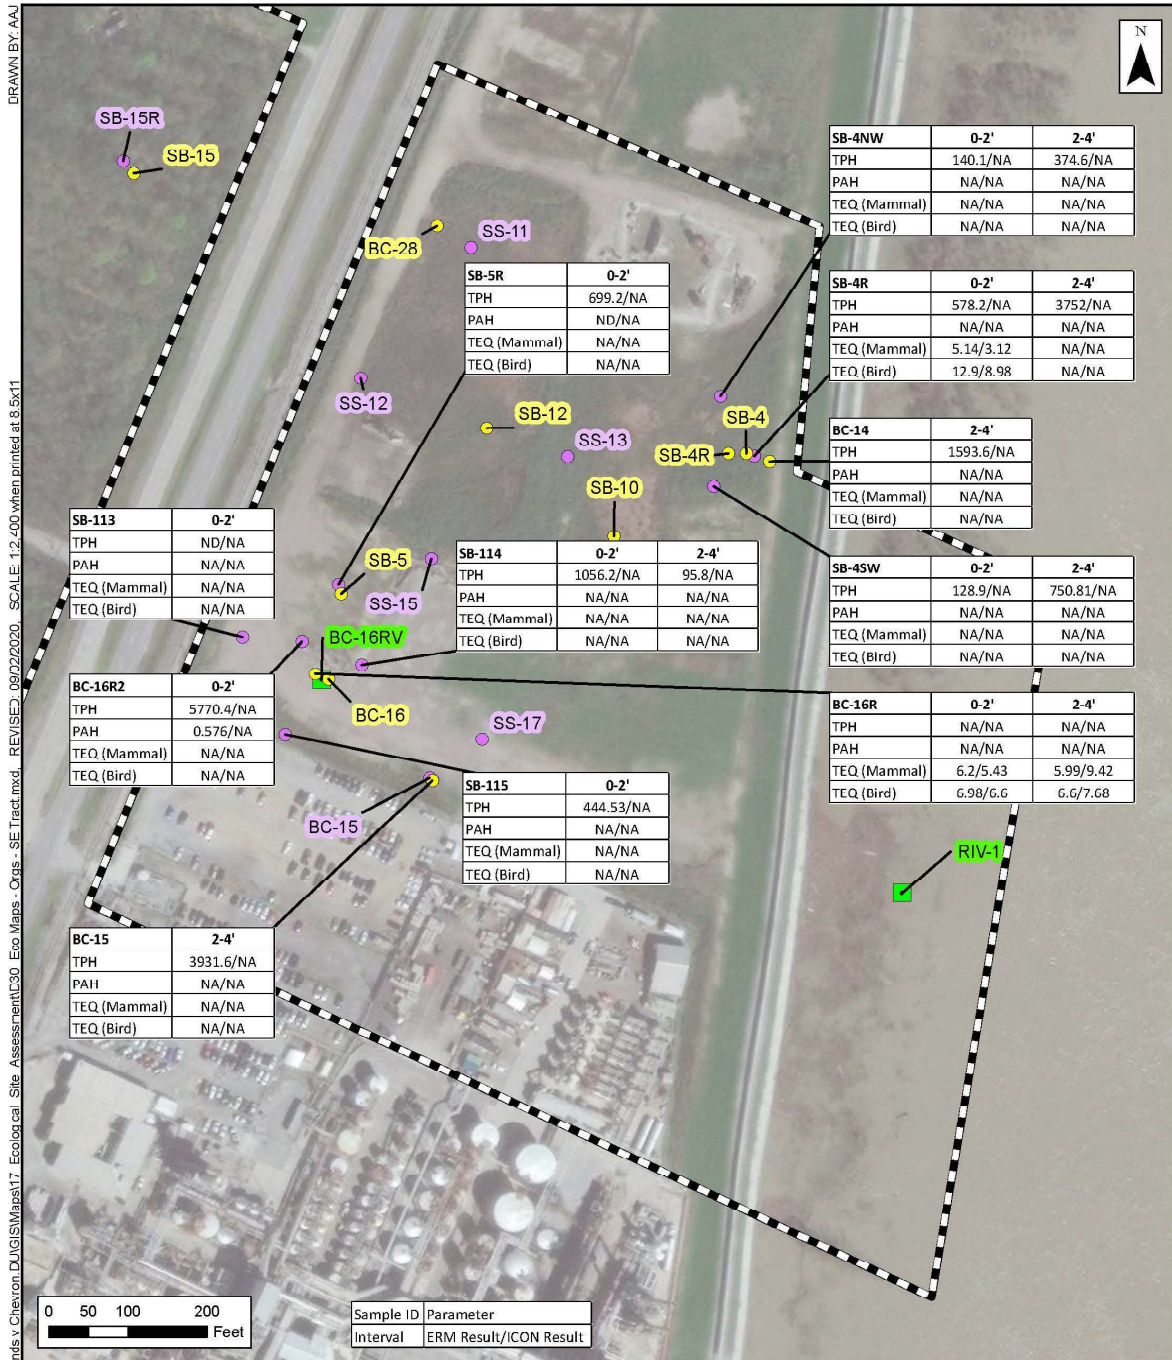 DRAWN BY: AAJ
nds v Chevron DU\GIS\Maps\17_Ecological_Site_Assessment\E30_Eco Maps - Orgs - SE Tract.mxd, REVISED: 09/02/2020, SCALE: 1:2,400 when printed at 8.5x11
N
SB-15R
SB-15
BC-28
SS-11
SB-4NW 0-2' 2-4'
TPH 140.1/NA 374.6/NA
PAH NA/NA NA/NA
TEQ (Mammal) NA/NA NA/NA
TEQ (Bird) NA/NA NA/NA
SB-5R 0-2'
TPH 699.2/NA
PAH ND/NA
TEQ (Mammal) NA/NA
TEQ (Bird) NA/NA
SB-4R 0-2' 2-4'
TPH 578.2/NA 3752/NA
PAH NA/NA NA/NA
TEQ (Mammal) 5.14/3.12 NA/NA
TEQ (Bird) 12.9/8.98 NA/NA
SS-12
SB-12
SS-13
SB-4
SB-4R
SB-10
BC-14 2-4'
TPH 1593.6/NA
PAH NA/NA
TEQ (Mammal) NA/NA
TEQ (Bird) NA/NA
SB-113 0-2'
TPH ND/NA
PAH NA/NA
TEQ (Mammal) NA/NA
TEQ (Bird) NA/NA
SB-5
SS-15
SB-114 0-2' 2-4'
TPH 1056.2/NA 95.8/NA
PAH NA/NA NA/NA
TEQ (Mammal) NA/NA NA/NA
TEQ (Bird) NA/NA NA/NA
SB-4SW 0-2' 2-4'
TPH 128.9/NA 750.81/NA
PAH NA/NA NA/NA
TEQ (Mammal) NA/NA NA/NA
TEQ (Bird) NA/NA NA/NA
BC-16RV
BC-16
SS-17
BC-16R2 0-2'
TPH 5770.4/NA
PAH 0.576/NA
TEQ (Mammal) NA/NA
TEQ (Bird) NA/NA
BC-16R 0-2' 2-4'
TPH NA/NA NA/NA
PAH NA/NA NA/NA
TEQ (Mammal) 6.2/5.43 5.99/9.42
TEQ (Bird) 6.98/6.6 6.6/7.68
SB-115 0-2'
TPH 444.53/NA
PAH NA/NA
TEQ (Mammal) NA/NA
TEQ (Bird) NA/NA
BC-15
RIV-1
BC-15 2-4'
TPH 3931.6/NA
PAH NA/NA
TEQ (Mammal) NA/NA
TEQ (Bird) NA/NA
0 50 100 200
Feet
Sample ID Parameter
Interval ERM Result/ICON Result